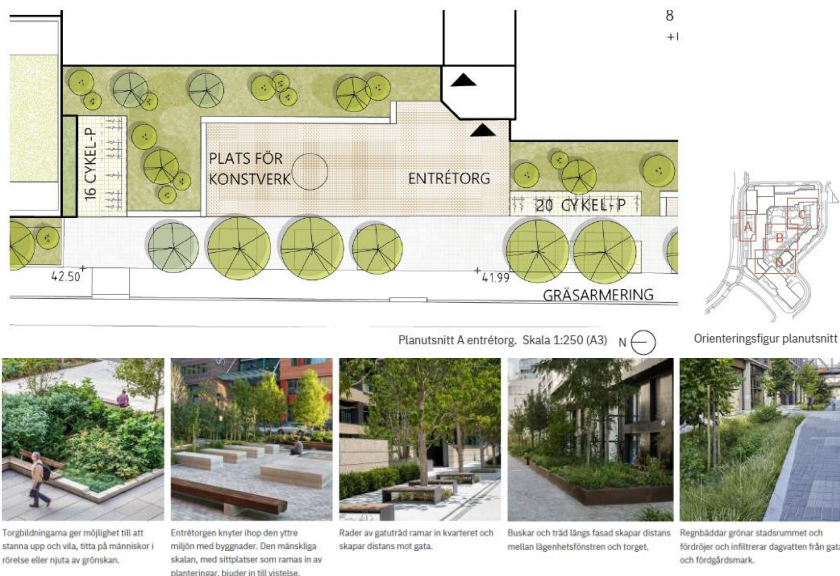 8
16 CYKEL-P
PLATS FÖR
KONSTVERK
ENTRÉTORG
20 CYKEL-P
42.50
41.99
GRÄSARMERING
A
B
C
Planutsnitt A entrétorg. Skala 1:250 (A3)
N
Orienteringsfigur planutsnitt
Torgbildningarna ger möjlighet till att
stanna upp och vila, titta på människor i
rörelse eller njuta av grönskan.
Entrétorgen knyter ihop den yttre
miljön med byggnader. Den mänskliga
skalan, med sittplatser som ramas in av
planteringar, bjuder in till vistelse.
Rader av gatuträd ramar in kvarteret och
skapar distans mot gata.
Buskar och träd längs fasad skapar distans
mellan lägenhetsfönstren och torget.
Regnbäddar grönar stadsrummet och
fördröjer och infiltrerar dagvatten från gata
och fördgårdsmark.